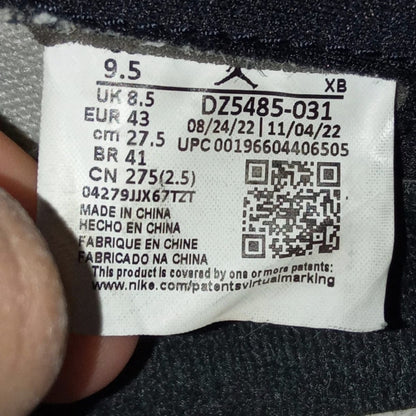 9.5
XB
UK 8.5 DZ5485-031
EUR 43 08/24/22 | 11/04/22
cm 27.5 UPC 00196604406505
BR 41
CN 275(2.5)
04279JJX67TZT
MADE IN CHINA
HECHO EN CHINA
FABRIQUE EN CHINE
FABRICADO NA CHINA
This product is covered by one or more patents:
www.nike.com/patentsvirtualmarking